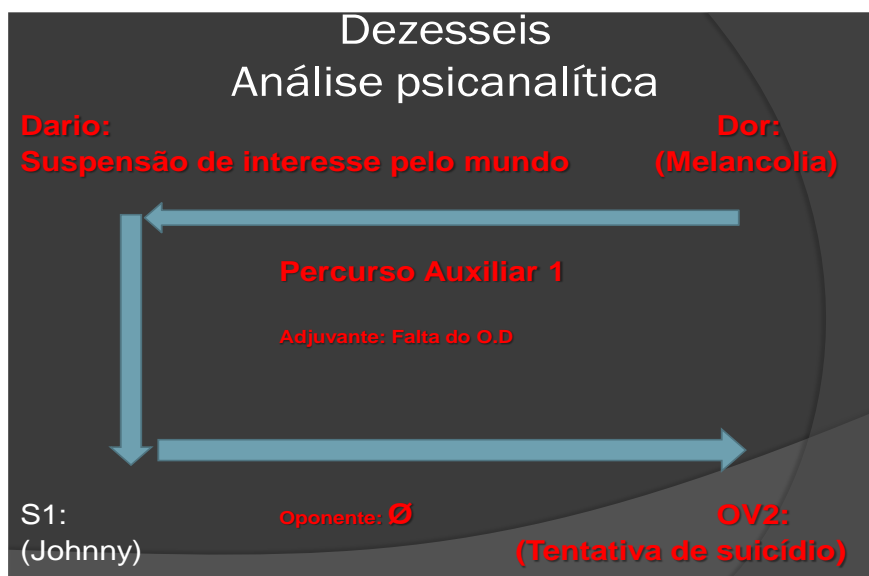 Dezesseis
Análise psicanalítica
Dario:
Dor:
Suspensão de interesse pelo mundo
(Melancolia)
Percurso Auxiliar 1
Adjuvante: Falta do O.D
S1:
Oponente: Ø
OV2:
(Johnny)
(Tentativa de suicídio)